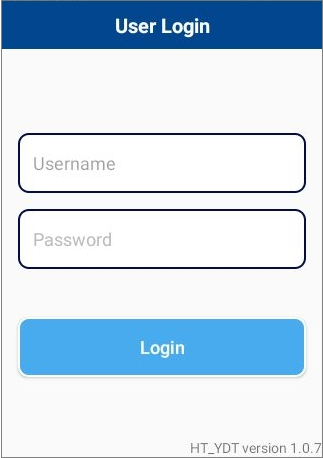 User Login
Username
Password
Login
HT_YDT version 1.0.7